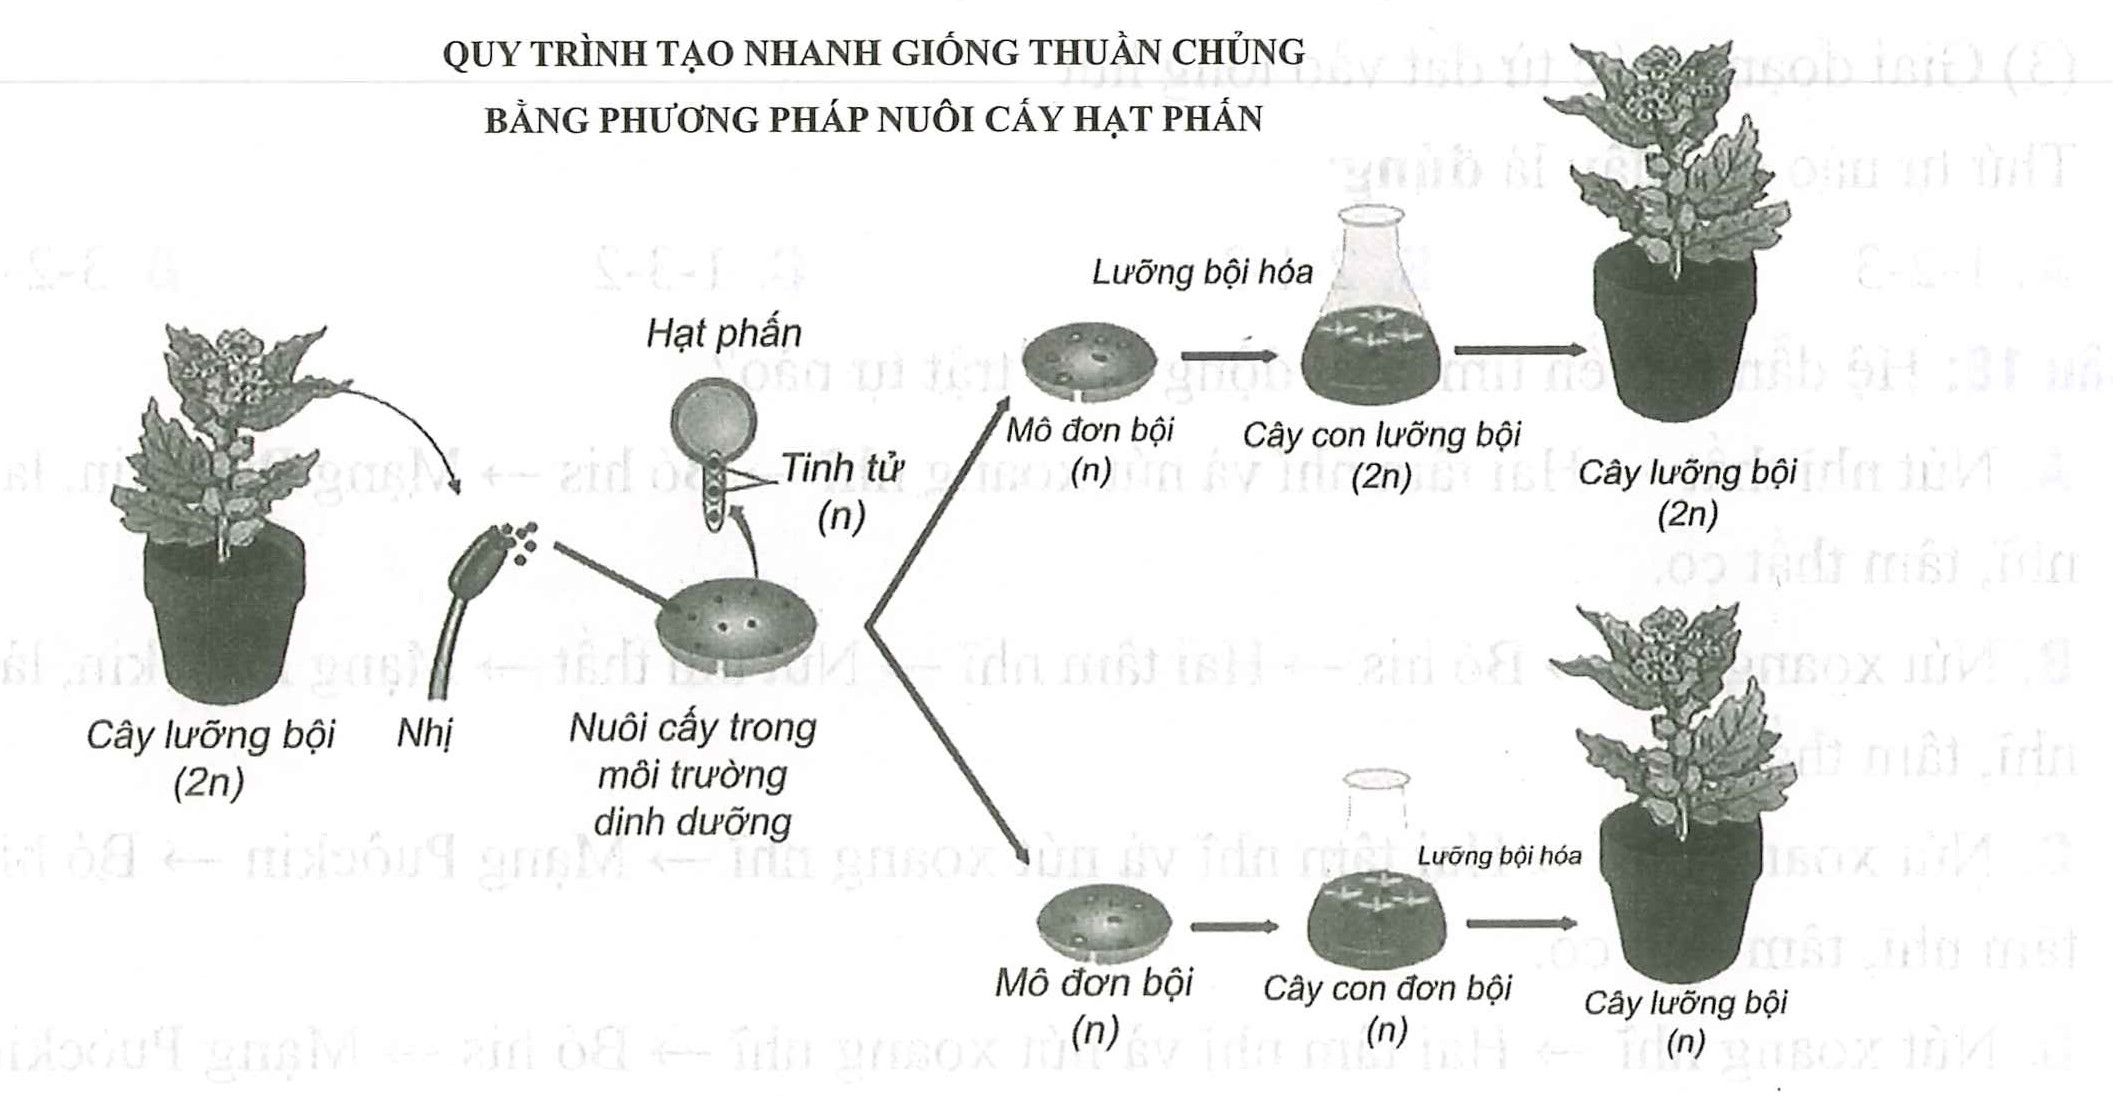 QUY TRÌNH TẠO NHANH GIỐNG THUẦN CHỦNG
BẰNG PHƯƠNG PHÁP NUÔI CẤY HẠT PHẤN
Cây lưỡng bội
(2n)
Nhị
Hạt phấn
Tinh tử
(n)
Nuôi cấy trong
môi trường
dinh dưỡng
Lưỡng bội hóa
Mô đơn bội
(n)
Cây con lưỡng bội
(2n)
Cây lưỡng bội
(2n)
Lưỡng bội hóa
Mô đơn bội
(n)
Cây con đơn bội
(n)
Cây lưỡng bội
(n)